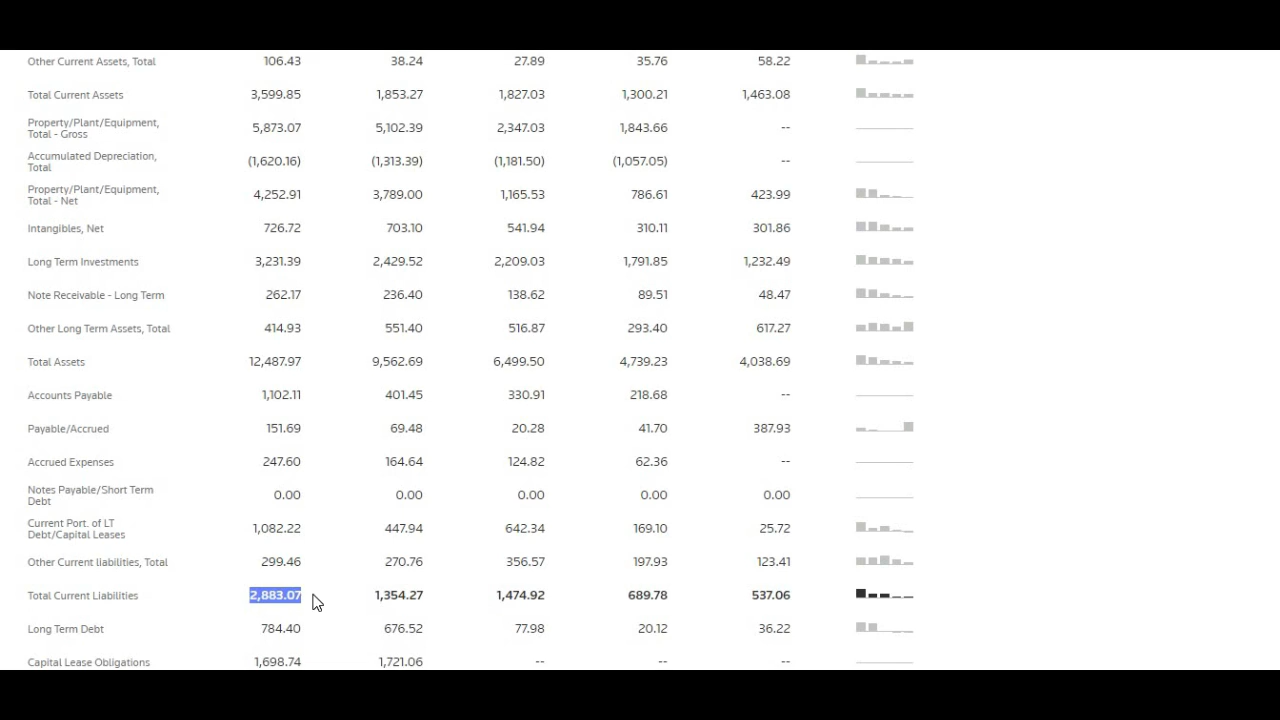 Other Current Assets, Total 106.43 38.24 27.89 35.76 58.22
Total Current Assets 3,599.85 1,853.27 1,827.03 1,300.21 1,463.08
Property/Plant/Equipment,
Total - Gross 5,873.07 5,102.39 2,347.03 1,843.66 --
Accumulated Depreciation,
Total (1,620.16) (1,313.39) (1,181.50) (1,057.05) --
Property/Plant/Equipment,
Total - Net 4,252.91 3,789.00 1,165.53 786.61 423.99
Intangibles, Net 726.72 703.10 541.94 310.11 301.86
Long Term Investments 3,231.39 2,429.52 2,209.03 1,791.85 1,232.49
Note Receivable - Long Term 262.17 236.40 138.62 89.51 48.47
Other Long Term Assets, Total 414.93 551.40 516.87 293.40 617.27
Total Assets 12,487.97 9,562.69 6,499.50 4,739.23 4,038.69
Accounts Payable 1,102.11 401.45 330.91 218.68 --
Payable/Accrued 151.69 69.48 20.28 41.70 387.93
Accrued Expenses 247.60 164.64 124.82 62.36 --
Notes Payable/Short Term
Debt 0.00 0.00 0.00 0.00 0.00
Current Port. of LT
Debt/Capital Leases 1,082.22 447.94 642.34 169.10 25.72
Other Current liabilities, Total 299.46 270.76 356.57 197.93 123.41
Total Current Liabilities 2,883.07 1,354.27 1,474.92 689.78 537.06
Long Term Debt 784.40 676.52 77.98 20.12 36.22
Capital Lease Obligations 1,698.74 1,721.06 -- -- --